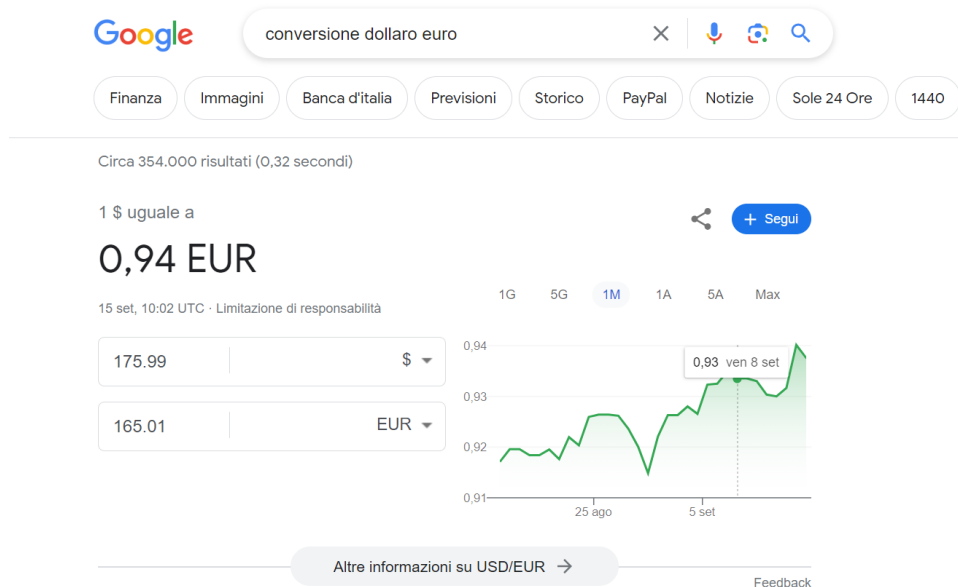 Google
conversione dollaro euro
Finanza Immagini Banca d'italia Previsioni Storico PayPal Notizie Sole 24 Ore 1440
Circa 354.000 risultati (0,32 secondi)
1 $ uguale a
+ Segui
0,94 EUR
15 set, 10:02 UTC · Limitazione di responsabilità
1G 5G 1M 1A 5A Max
175.99 $
165.01 EUR
0,94
0,93 ven 8 set
0,93
0,92
0,91
25 ago 5 set
Altre informazioni su USD/EUR →
Feedback